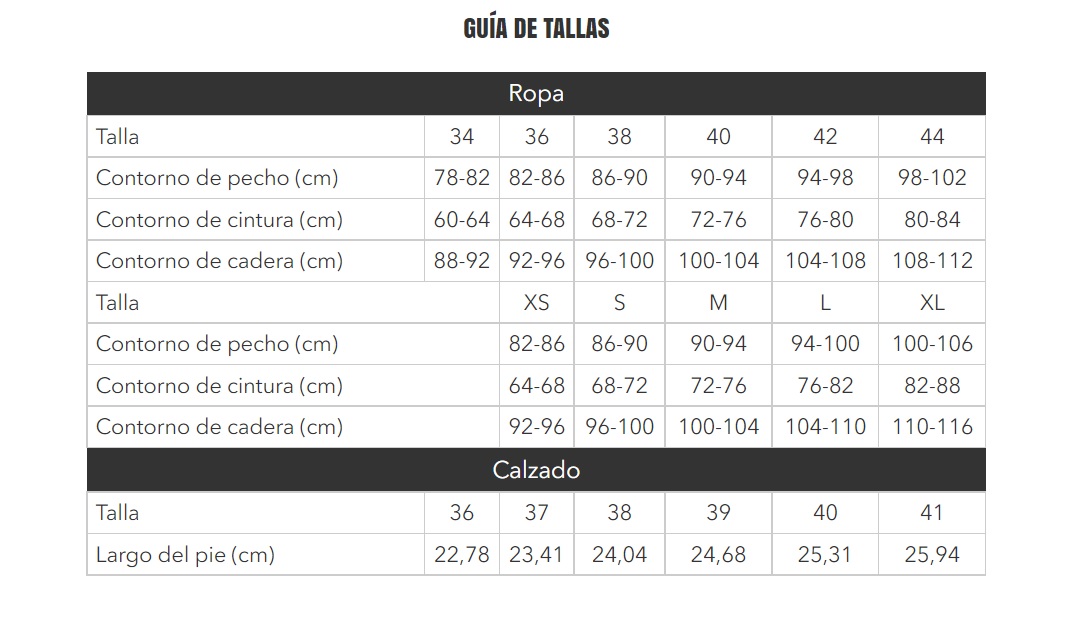 GUÍA DE TALLAS
Ropa
Talla 34 36 38 40 42 44
Contorno de pecho (cm) 78-82 82-86 86-90 90-94 94-98 98-102
Contorno de cintura (cm) 60-64 64-68 68-72 72-76 76-80 80-84
Contorno de cadera (cm) 88-92 92-96 96-100 100-104 104-108 108-112
Talla XS S M L XL
Contorno de pecho (cm) 82-86 86-90 90-94 94-100 100-106
Contorno de cintura (cm) 64-68 68-72 72-76 76-82 82-88
Contorno de cadera (cm) 92-96 96-100 100-104 104-110 110-116
Calzado
Talla 36 37 38 39 40 41
Largo del pie (cm) 22,78 23,41 24,04 24,68 25,31 25,94